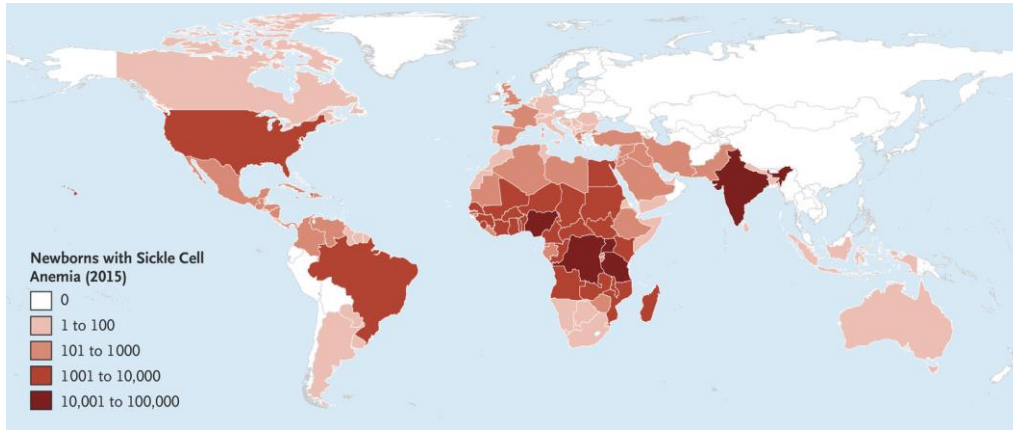 Newborns with Sickle Cell
Anemia (2015)
0
1 to 100
101 to 1000
1001 to 10,000
10,001 to 100,000